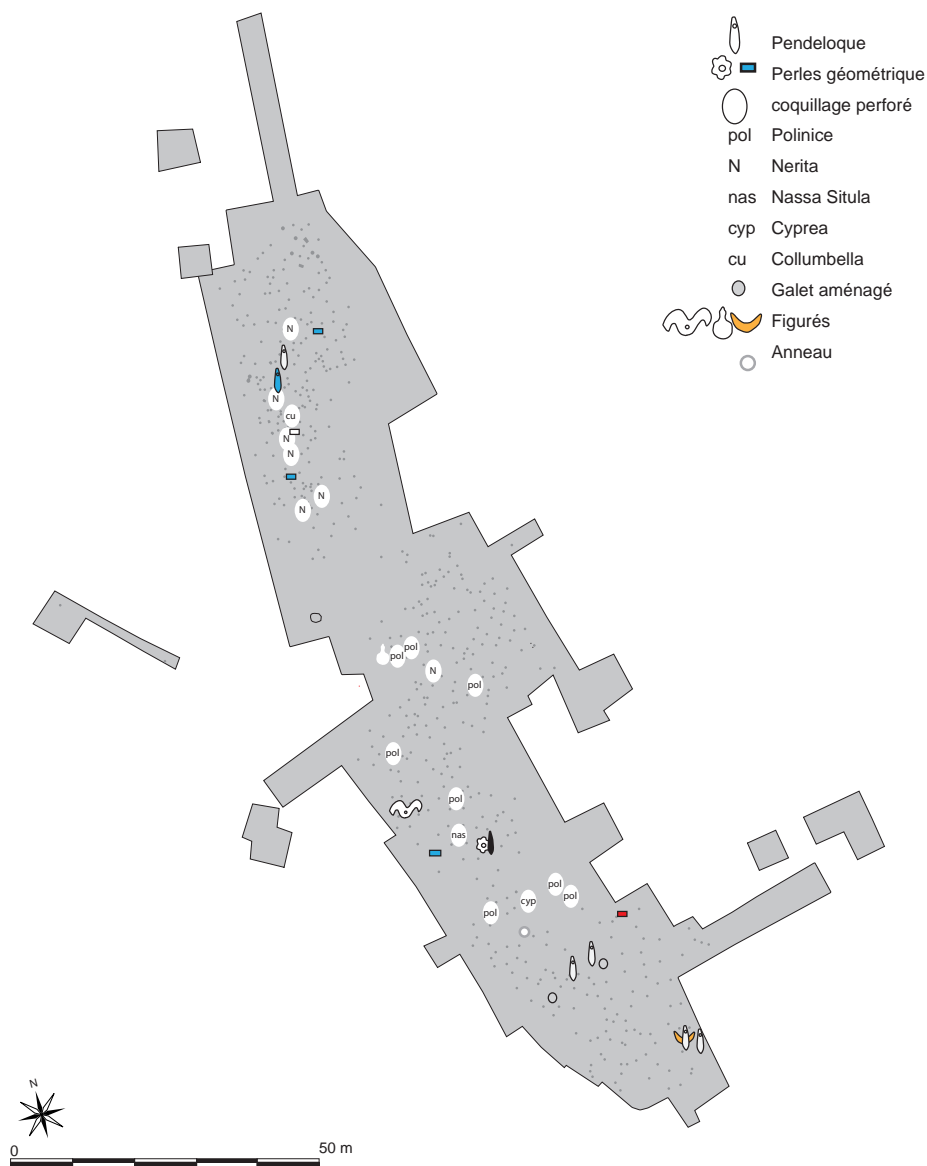 Pendeloque
Perles géométrique
coquillage perforé
pol Polinice
N Nerita
nas Nassa Situla
cyp Cyprea
cu Collumbella
Galet aménagé
Figurés
Anneau
N
N
cu
N
N
N
N
pol
pol
N
pol
pol
pol
nas
pol
pol
cyp
pol
N
0 50 m